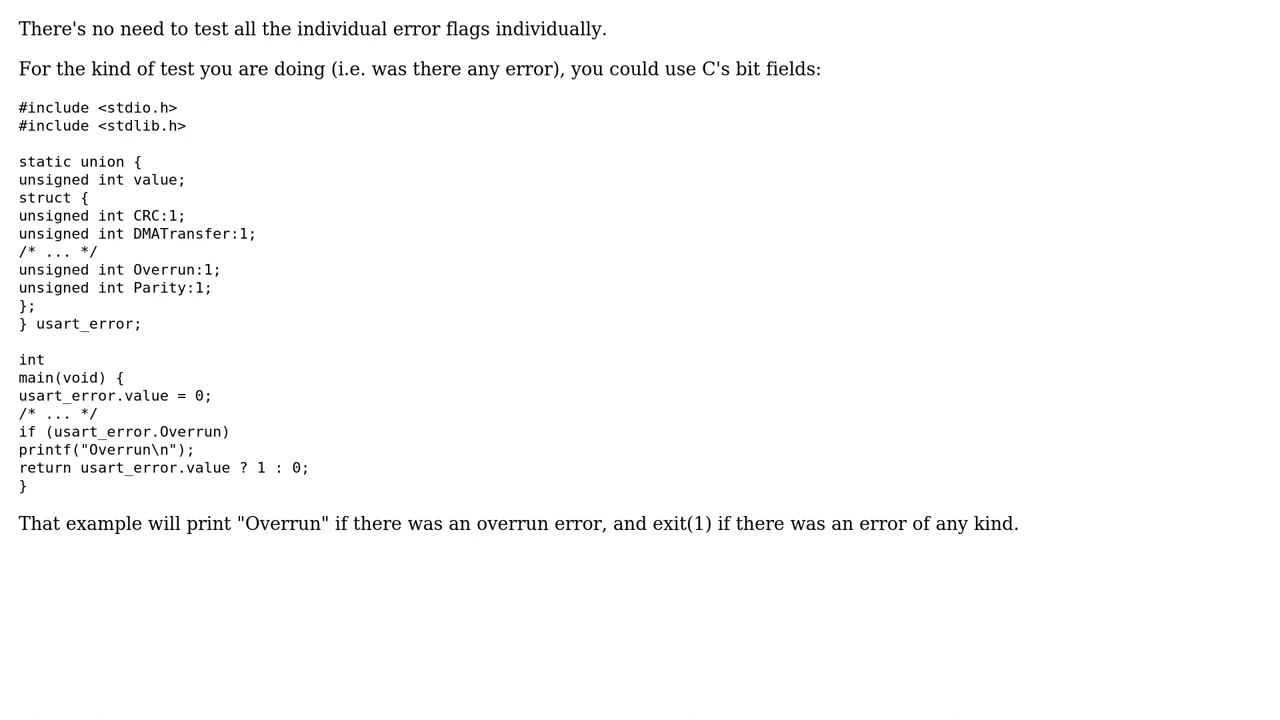 There's no need to test all the individual error flags individually.
For the kind of test you are doing (i.e. was there any error), you could use C's bit fields:
#include <stdio.h>
#include <stdlib.h>
static union {
unsigned int value;
struct {
unsigned int CRC:1;
unsigned int DMATransfer:1;
/* ... */
unsigned int Overrun:1;
unsigned int Parity:1;
};
} usart_error;
int
main(void) {
usart_error.value = 0;
/* ... */
if (usart_error.Overrun)
printf("Overrun\n");
return usart_error.value ? 1 : 0;
}
That example will print "Overrun" if there was an overrun error, and exit(1) if there was an error of any kind.